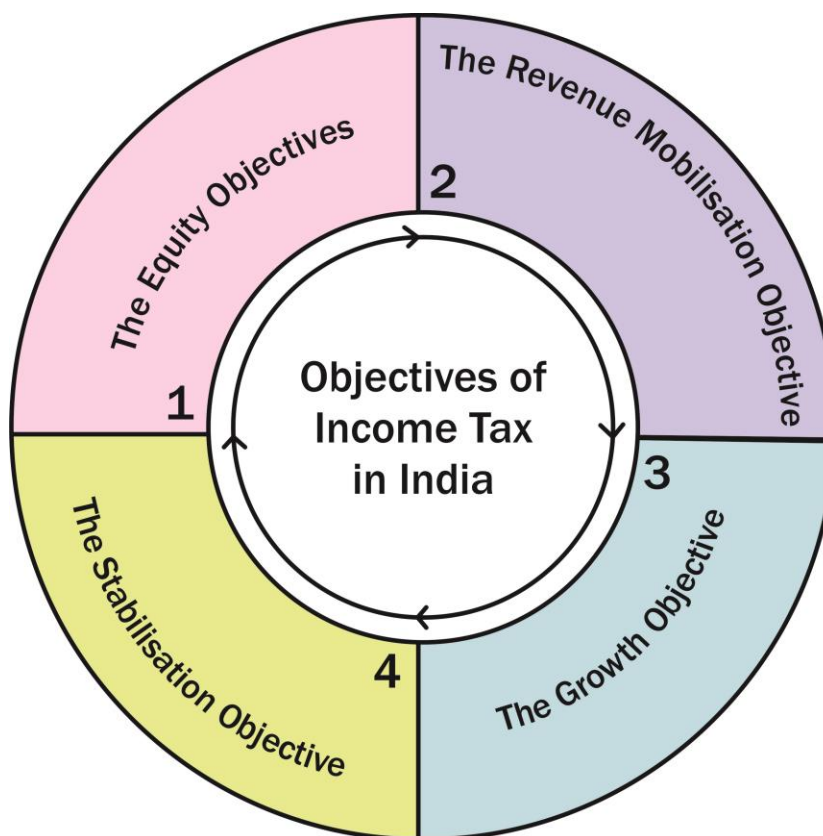 Objectives of
Income Tax
in India
1
The Equity Objectives
2
The Revenue Mobilisation Objective
3
The Growth Objective
4
The Stabilisation Objective